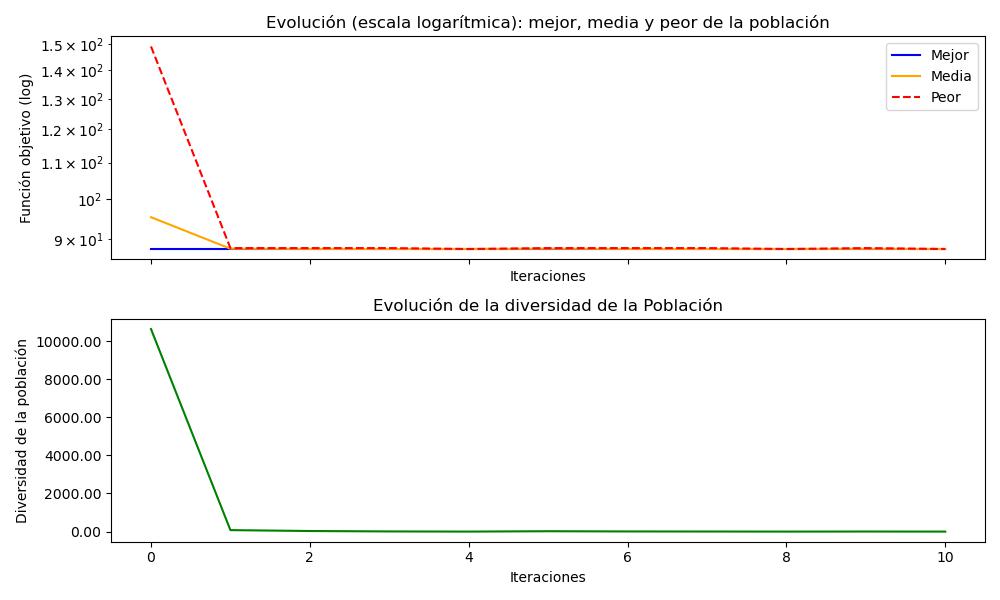 Evolución (escala logarítmica): mejor, media y peor de la población
Función objetivo (log)
1.5 × 10²
1.4 × 10²
1.3 × 10²
1.2 × 10²
1.1 × 10²
10²
9 × 10¹
Mejor
Media
Peor
Iteraciones
Evolución de la diversidad de la Población
Diversidad de la población
10000.00
8000.00
6000.00
4000.00
2000.00
0.00
0 2 4 6 8 10
Iteraciones